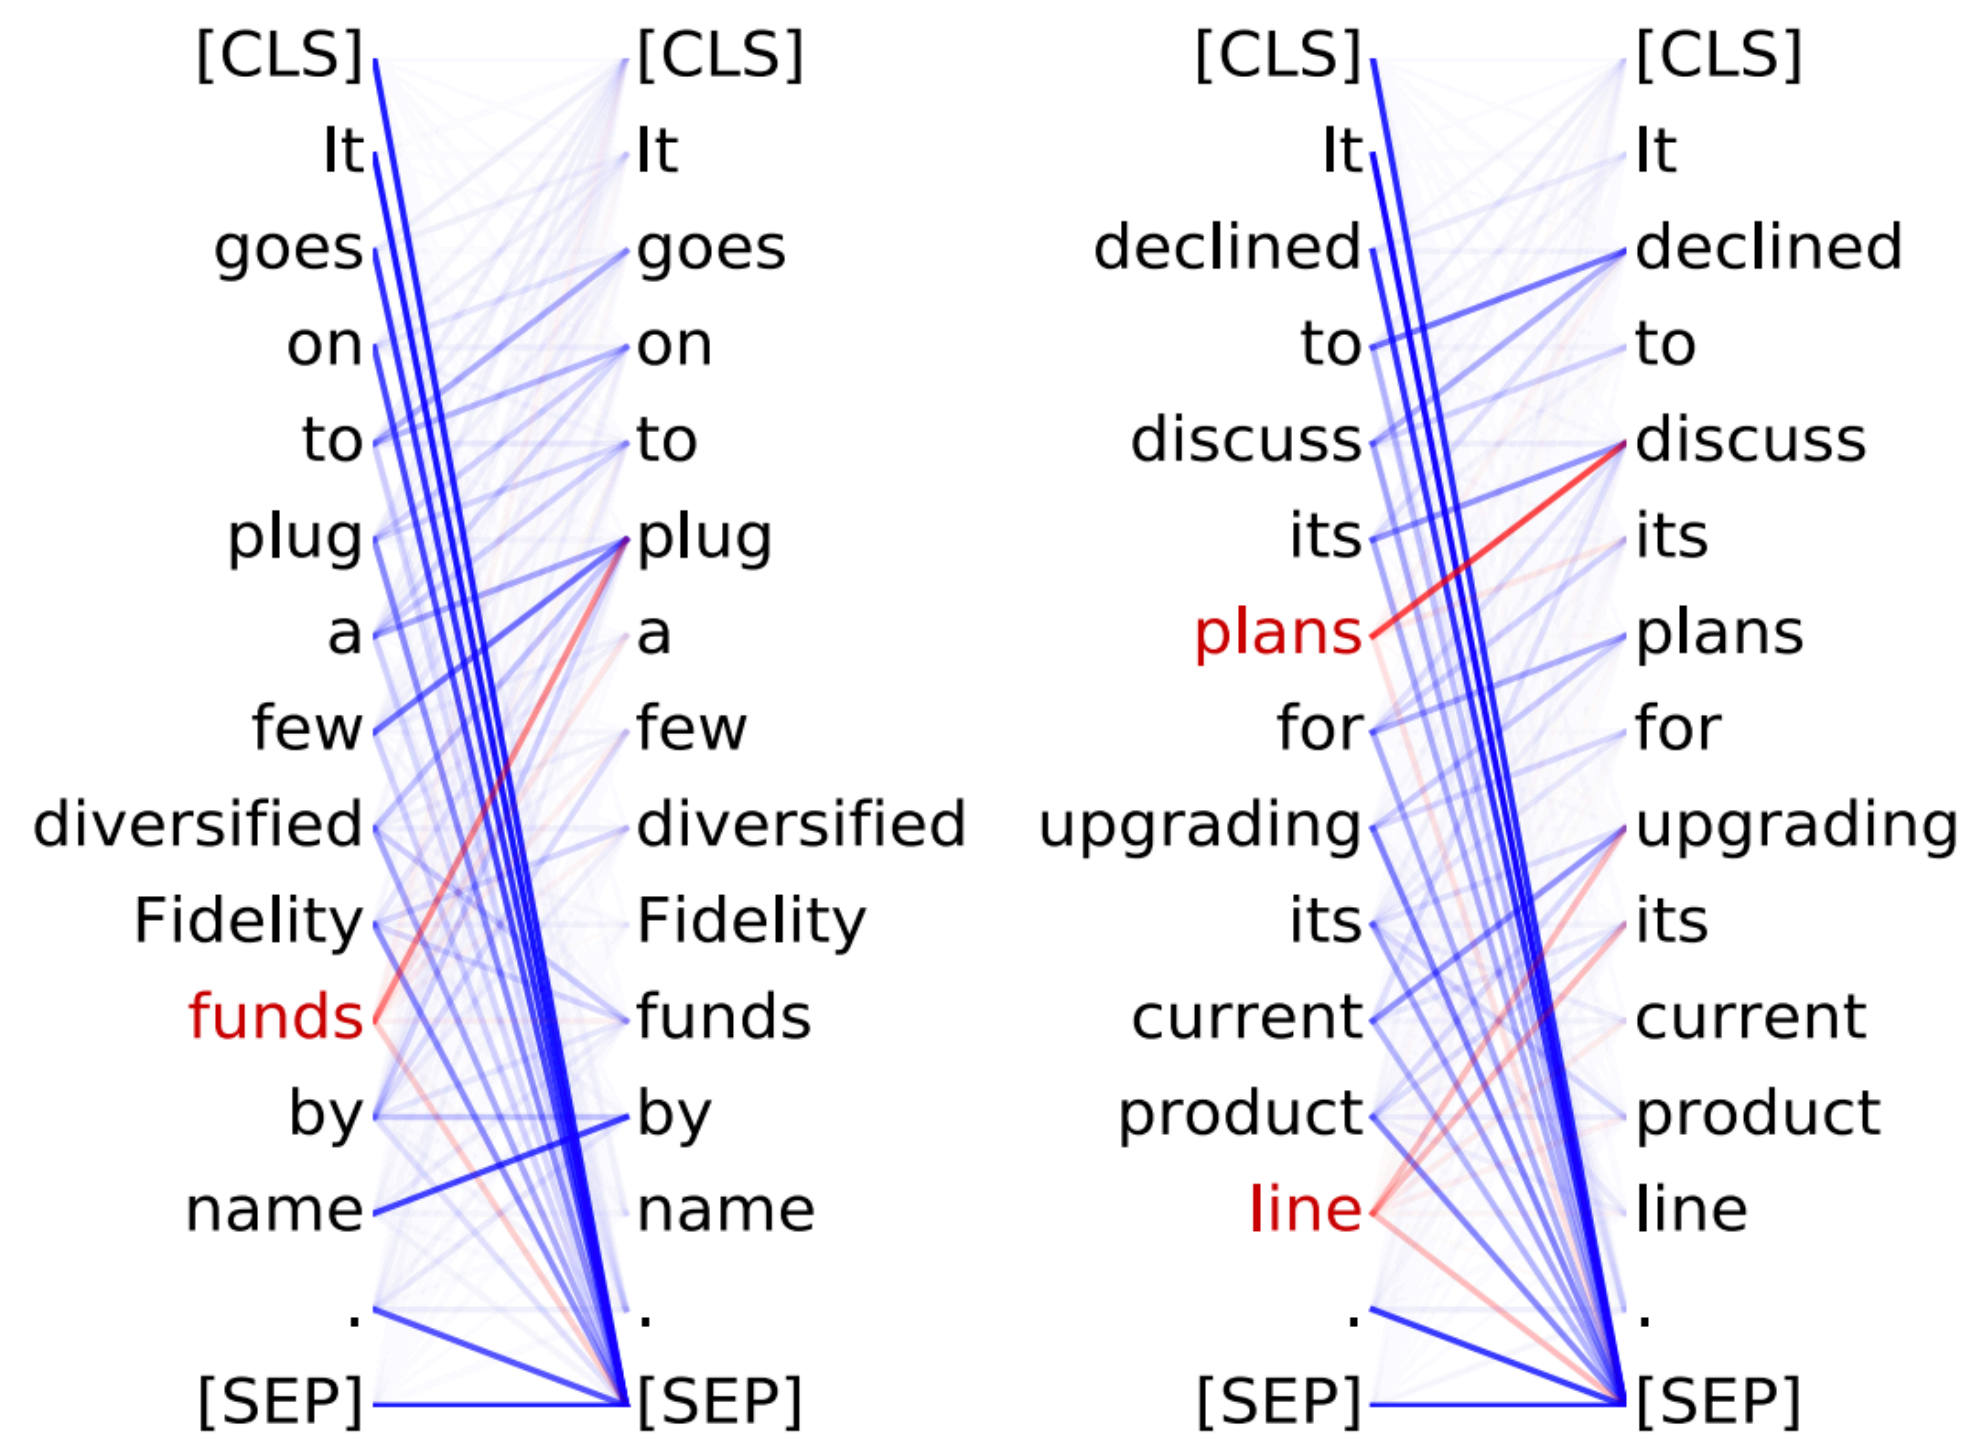 [CLS] [CLS] [CLS] [CLS]
It It It It
goes goes declined declined
on on to to
to to discuss discuss
plug plug its its
a a plans plans
few few for for
diversified diversified upgrading upgrading
Fidelity Fidelity its its
funds funds current current
by by product product
name name line line
. . . .
[SEP] [SEP] [SEP] [SEP]